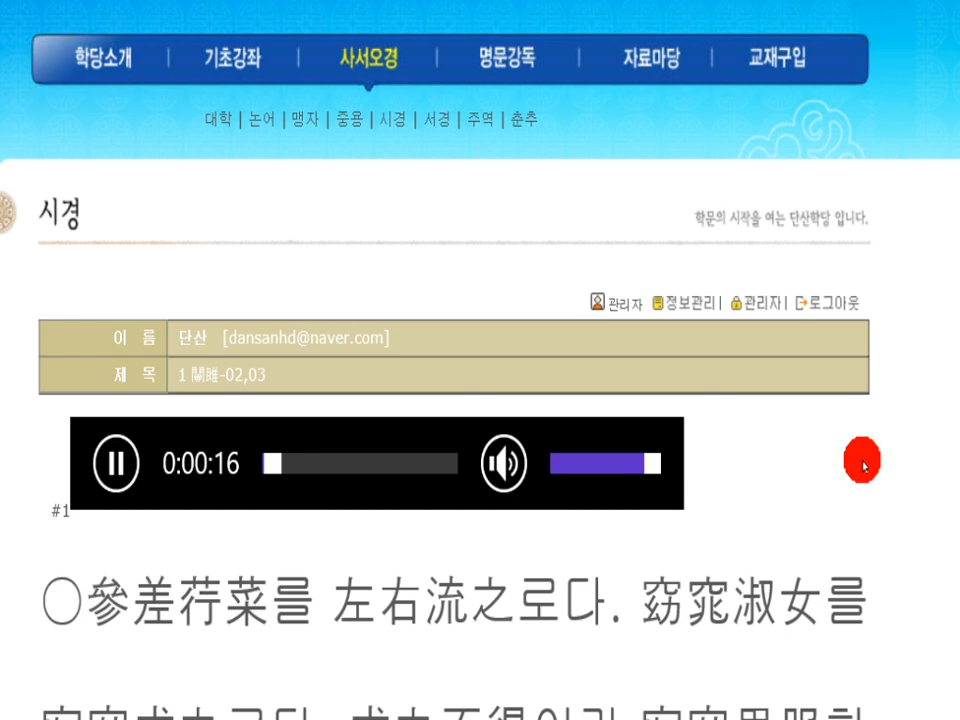 학당소개 | 기초강좌 | 사서오경 | 명문강독 | 자료마당 | 교재구입
대학 | 논어 | 맹자 | 중용 | 시경 | 서경 | 주역 | 춘추
시경
학문의 시작을 여는 단산학당 입니다.
관리자 정보관리 | 관리자 | 로그아웃
이 름 단산 [dansanhd@naver.com]
제 목 1 關雎-02,03
0:00:16
#1
〇參差荇菜를 左右流之로다. 窈窕淑女를